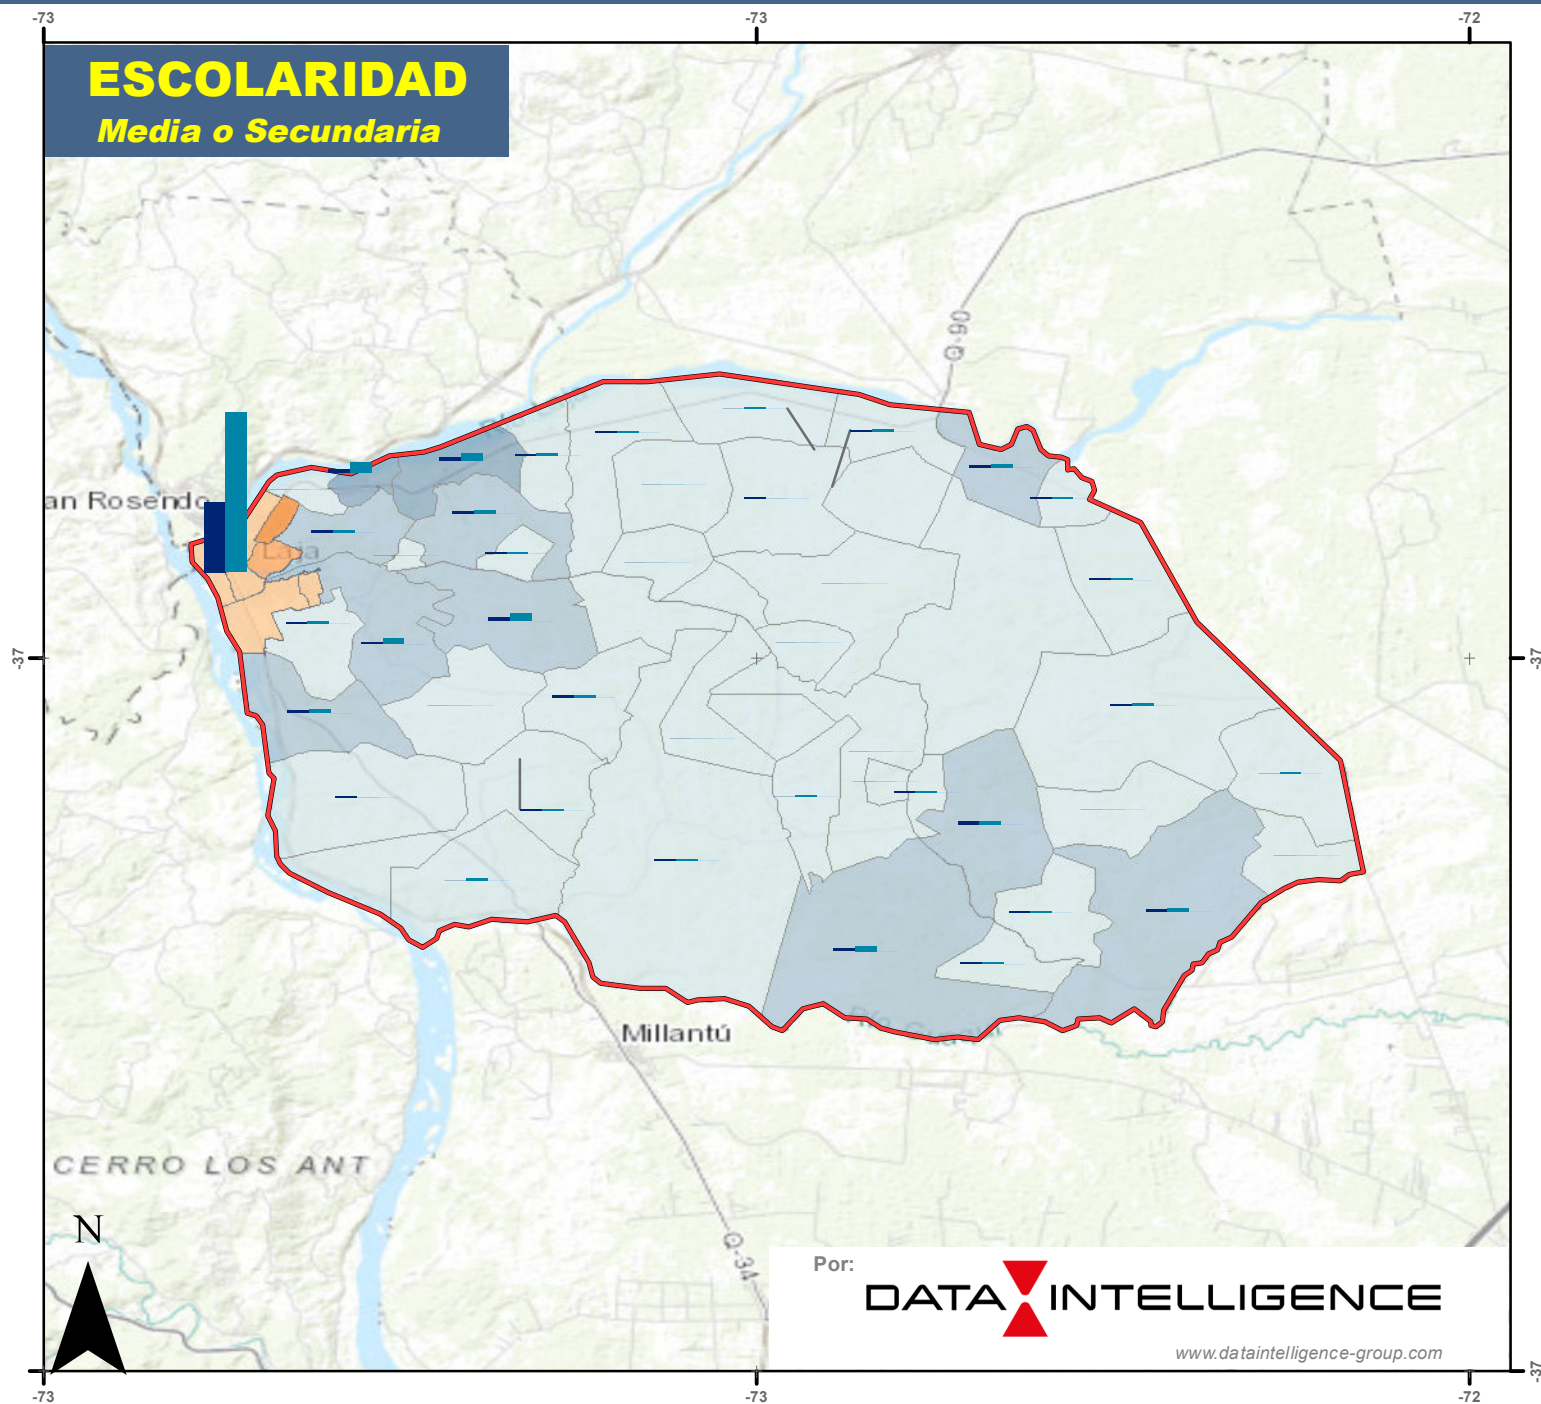 -73
-73
-72
ESCOLARIDAD
Media o Secundaria
Q-90
an Rosendo
Laja
-37
-37
Millantú
CERRO LOS ANT
N
Q-34
Por:
DATA INTELLIGENCE
www.dataintelligence-group.com
-37
-73
-73
-72